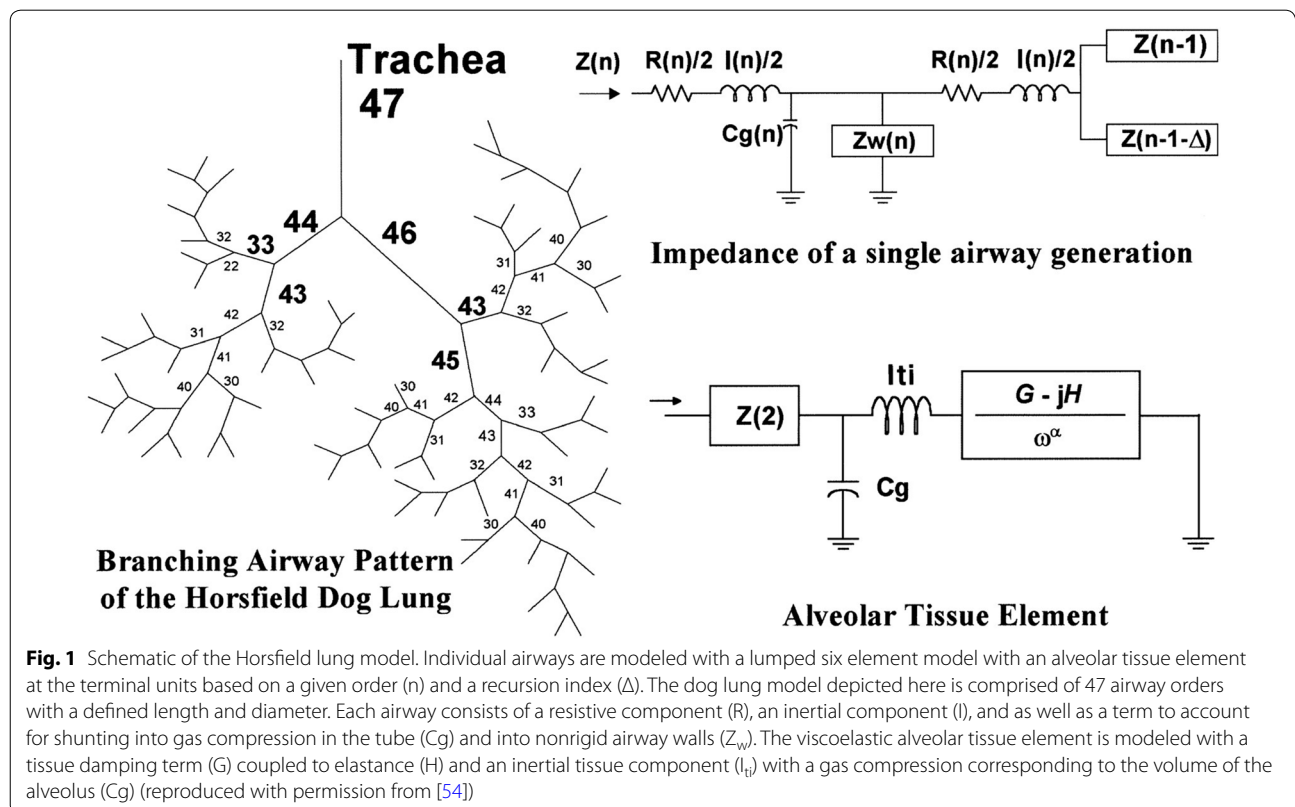 Trachea
47
44
46
33
43
43
45
32
22
42
32
31
41
40
30
40
31
41
30
42
32
30
40
41
42
44
33
31
43
32
42
31
41
30
40
Branching Airway Pattern
of the Horsfield Dog Lung
Z(n) R(n)/2 I(n)/2 R(n)/2 I(n)/2 Z(n-1)
Cg(n) Zw(n) Z(n-1-Δ)
Impedance of a single airway generation
Iti
Z(2) G - jH
ω^α
Cg
Alveolar Tissue Element
Fig. 1 Schematic of the Horsfield lung model. Individual airways are modeled with a lumped six element model with an alveolar tissue element
at the terminal units based on a given order (n) and a recursion index (Δ). The dog lung model depicted here is comprised of 47 airway orders
with a defined length and diameter. Each airway consists of a resistive component (R), an inertial component (I), and as well as a term to account
for shunting into gas compression in the tube (Cg) and into nonrigid airway walls (Z_w). The viscoelastic alveolar tissue element is modeled with a
tissue damping term (G) coupled to elastance (H) and an inertial tissue component (I_ti) with a gas compression corresponding to the volume of the
alveolus (Cg) (reproduced with permission from [54])